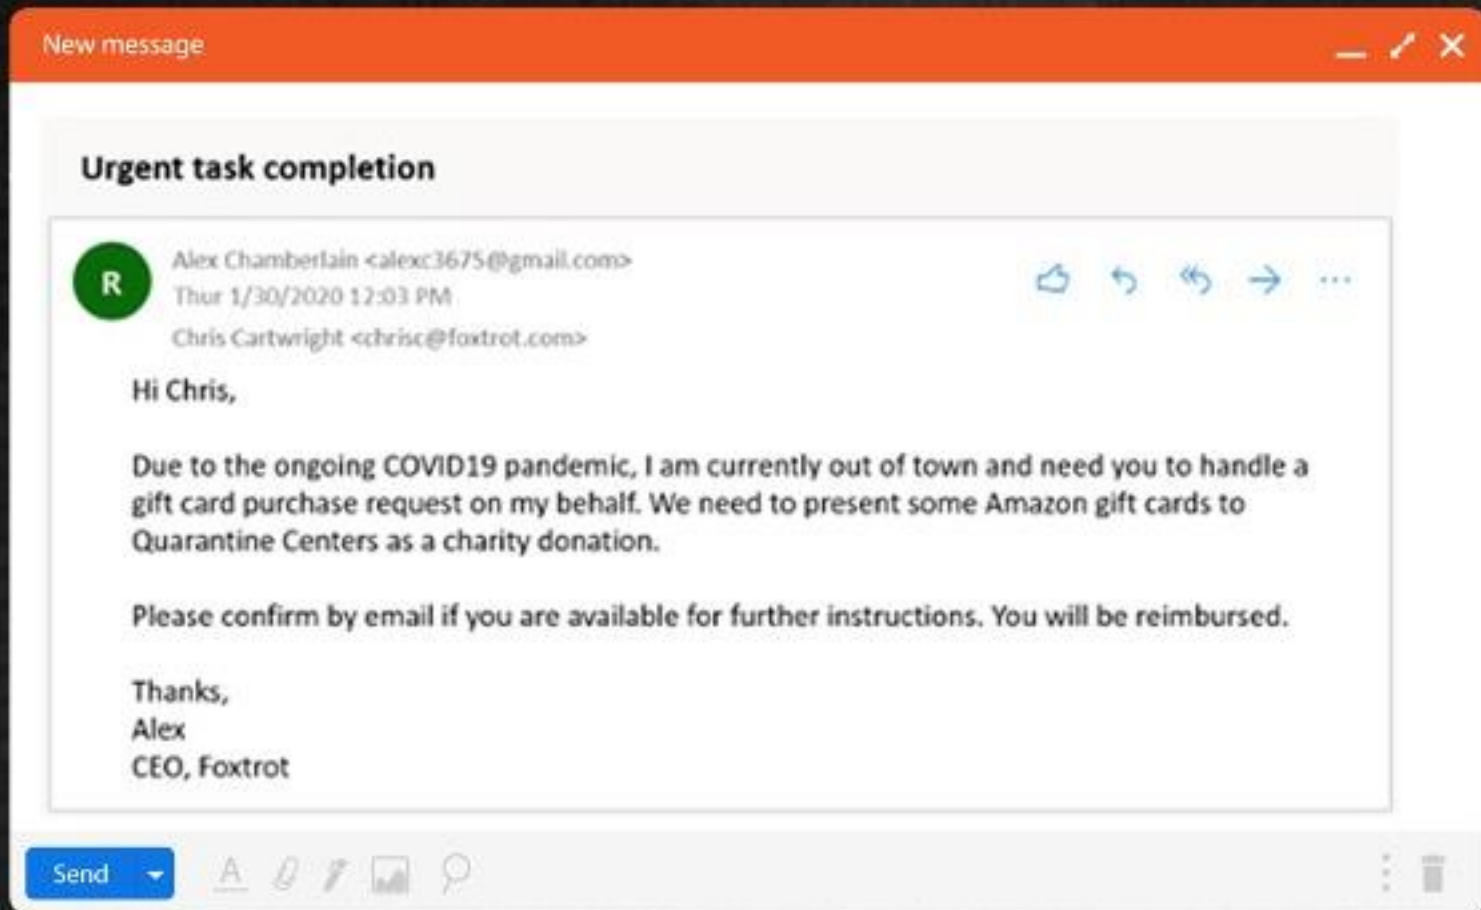 New message
Urgent task completion
R
Alex Chamberlain <alexc3675@gmail.com>
Thur 1/30/2020 12:03 PM
Chris Cartwright <chrisc@foxtrot.com>
Hi Chris,
Due to the ongoing COVID19 pandemic, I am currently out of town and need you to handle a
gift card purchase request on my behalf. We need to present some Amazon gift cards to
Quarantine Centers as a charity donation.
Please confirm by email if you are available for further instructions. You will be reimbursed.
Thanks,
Alex
CEO, Foxtrot
Send
A